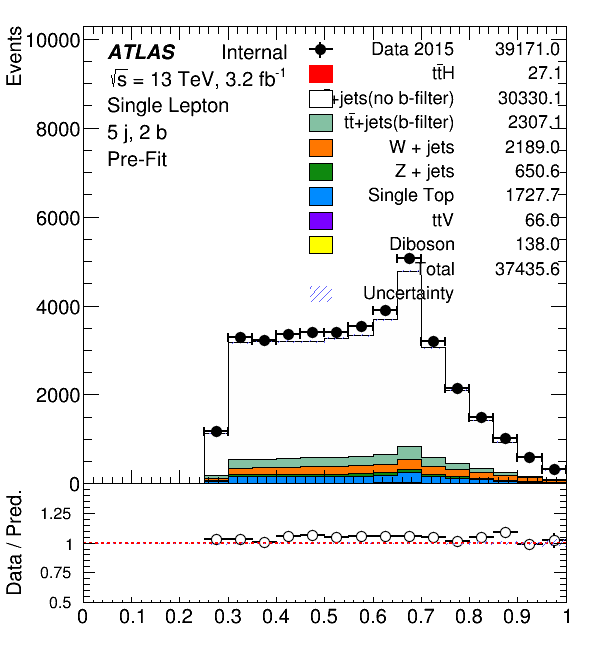 Events
10000
8000
6000
4000
2000
0
ATLAS Internal
√s = 13 TeV, 3.2 fb⁻¹
Single Lepton
5 j, 2 b
Pre-Fit
Data 2015 39171.0
tt̄H 27.1
+jets(no b-filter) 30330.1
tt̄+jets(b-filter) 2307.1
W + jets 2189.0
Z + jets 650.6
Single Top 1727.7
ttV 66.0
Diboson 138.0
Total 37435.6
Uncertainty
Data / Pred.
1.25
1
0.75
0.5
0 0.1 0.2 0.3 0.4 0.5 0.6 0.7 0.8 0.9 1